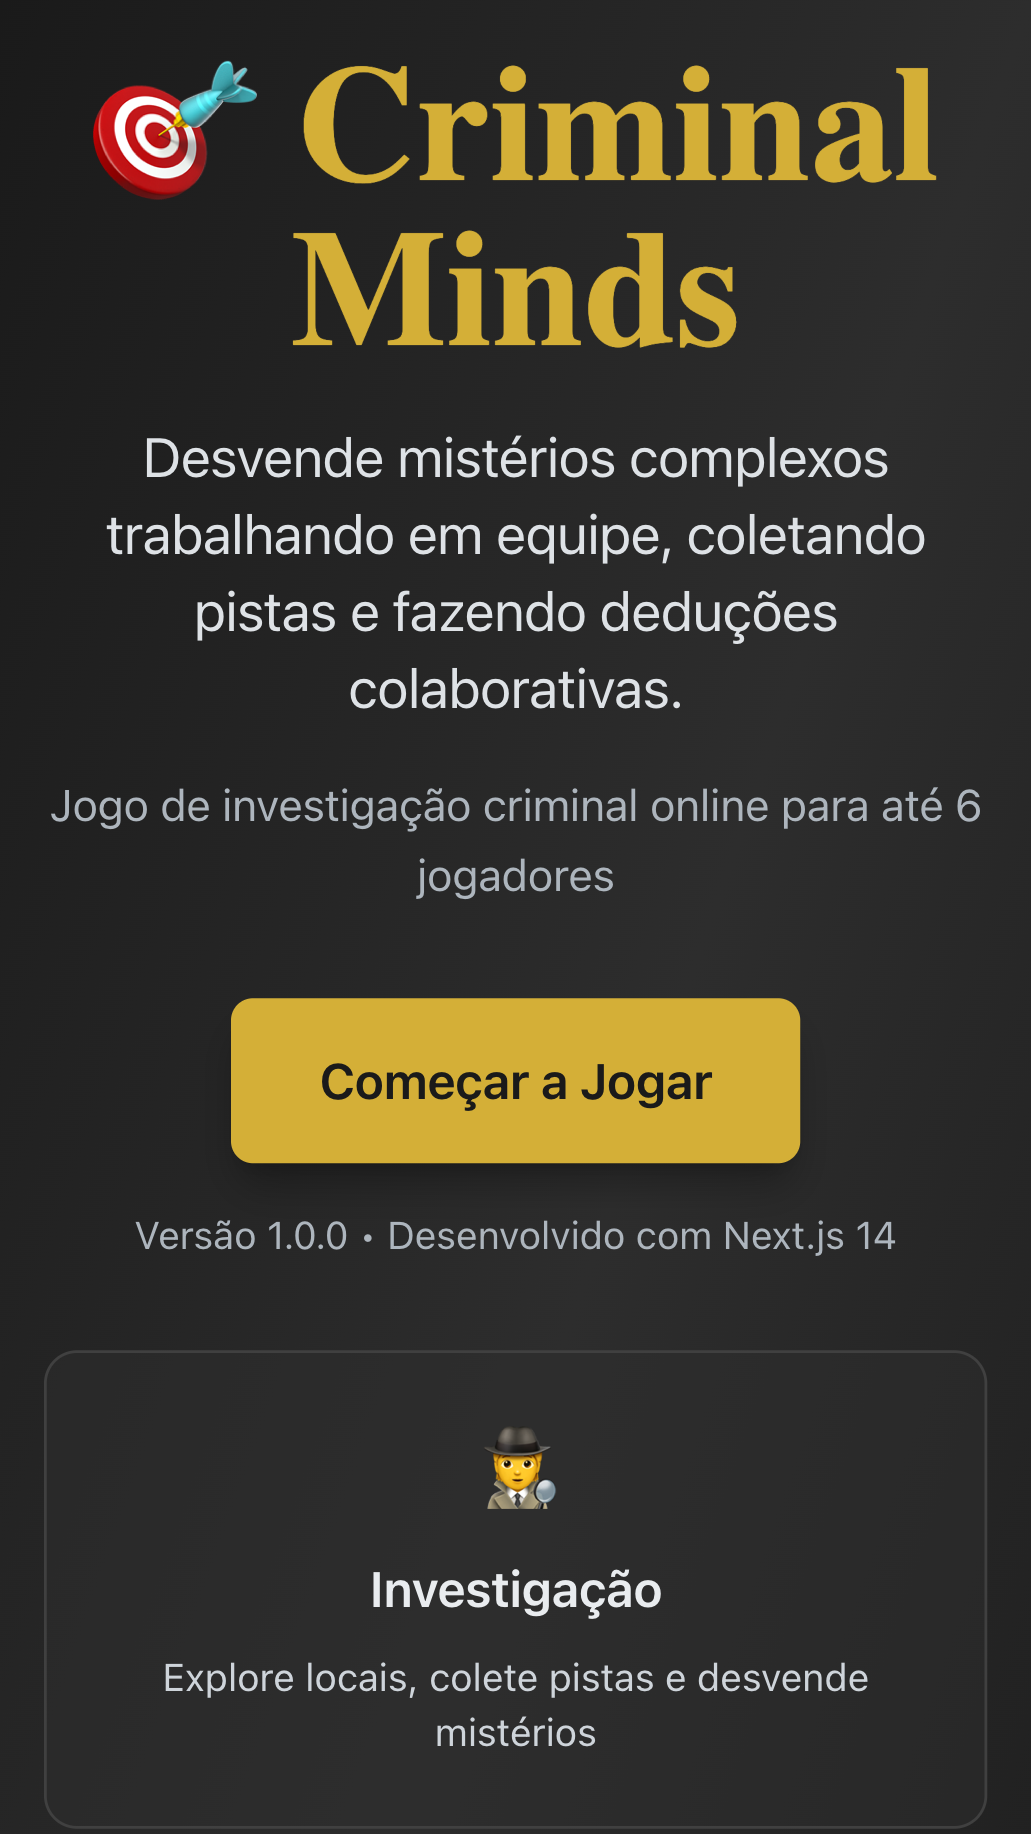 Criminal
Minds
Desvende mistérios complexos
trabalhando em equipe, coletando
pistas e fazendo deduções
colaborativas.
Jogo de investigação criminal online para até 6
jogadores
Começar a Jogar
Versão 1.0.0 • Desenvolvido com Next.js 14
Investigação
Explore locais, colete pistas e desvende
mistérios